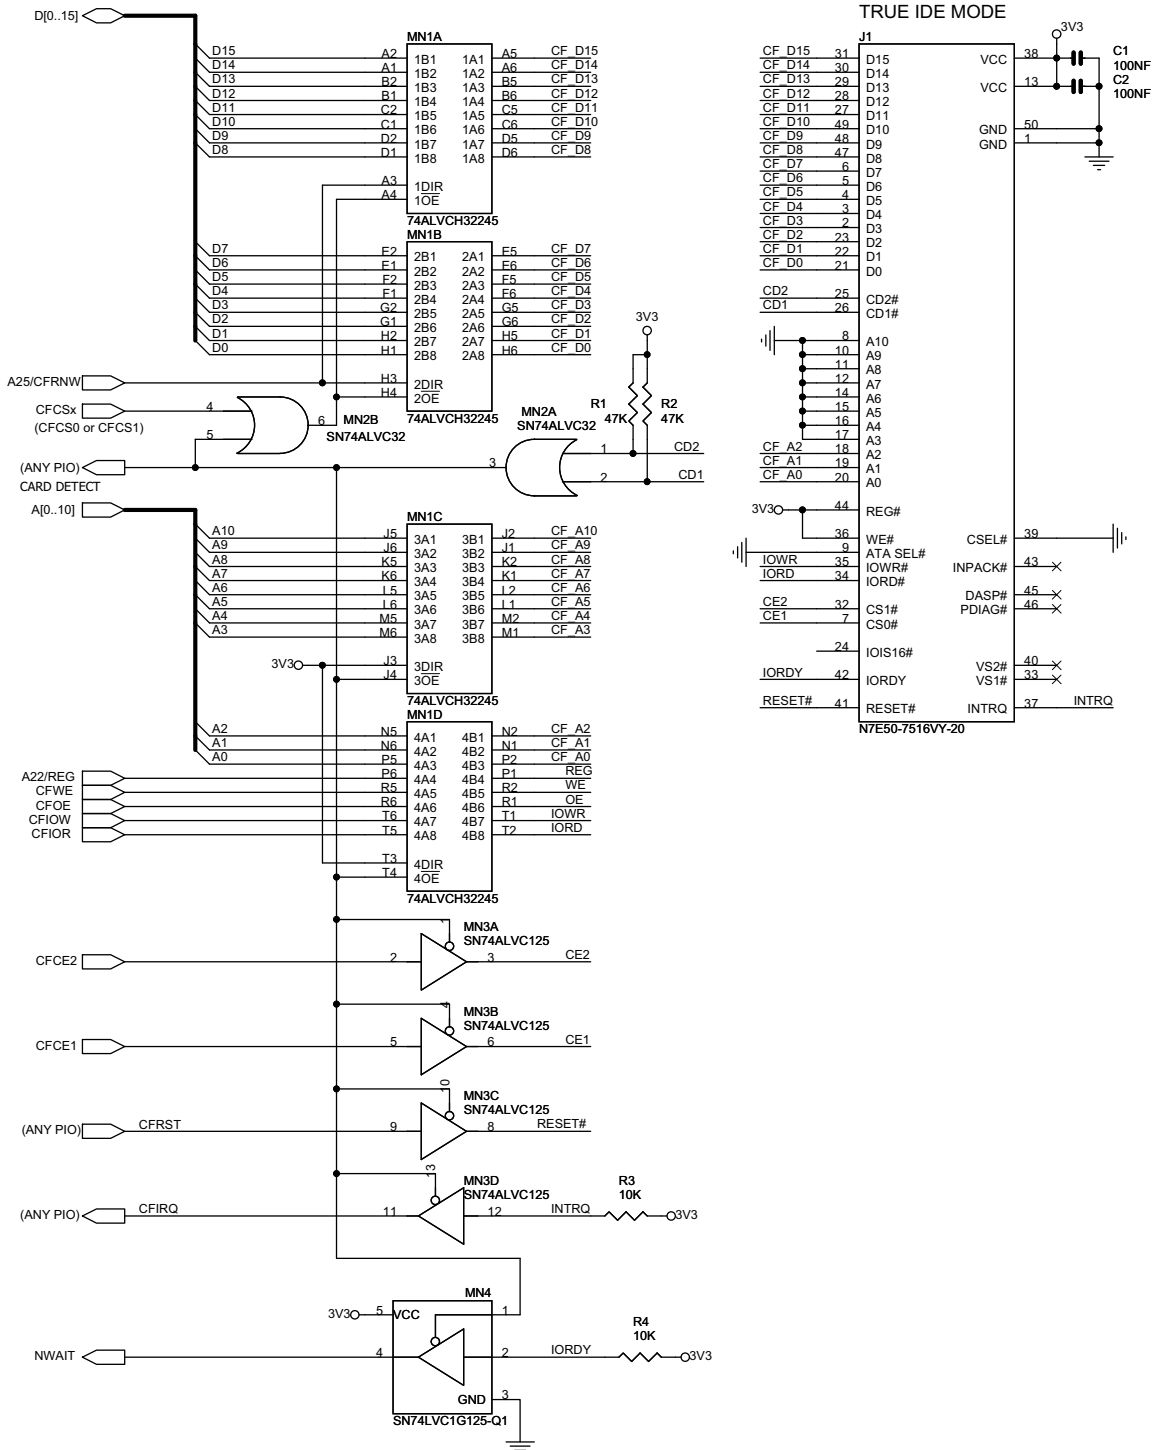 TRUE IDE MODE
D[0..15]
MN1A
D15 A2 1B1 1A1 A5 CF_D15
D14 A1 1B2 1A2 A6 CF_D14
D13 B2 1B3 1A3 B5 CF_D13
D12 B1 1B4 1A4 B6 CF_D12
D11 C2 1B5 1A5 C5 CF_D11
D10 C1 1B6 1A6 C6 CF_D10
D9 D2 1B7 1A7 D5 CF_D9
D8 D1 1B8 1A8 D6 CF_D8
A3 1DIR
A4 1OE
74ALVCH32245
MN1B
D7 E2 2B1 2A1 E5 CF_D7
D6 E1 2B2 2A2 E6 CF_D6
D5 F2 2B3 2A3 F5 CF_D5
D4 F1 2B4 2A4 F6 CF_D4
D3 G2 2B5 2A5 G5 CF_D3
D2 G1 2B6 2A6 G6 CF_D2
D1 H2 2B7 2A7 H5 CF_D1
D0 H1 2B8 2A8 H6 CF_D0
A25/CFRNW H3 2DIR
H4 2OE
74ALVCH32245
CFCSx 4
(CFCS0 or CFCS1)
5 6
MN2B
SN74ALVC32
MN2A
SN74ALVC32
3V3
R1
47K
R2
47K
1 CD2
2 CD1
3
(ANY PIO)
CARD DETECT
A[0..10]
MN1C
A10 J5 3A1 3B1 J2 CF_A10
A9 J6 3A2 3B2 J1 CF_A9
A8 K5 3A3 3B3 K2 CF_A8
A7 K6 3A4 3B4 K1 CF_A7
A6 L5 3A5 3B5 L2 CF_A6
A5 L6 3A6 3B6 L1 CF_A5
A4 M5 3A7 3B7 M2 CF_A4
A3 M6 3A8 3B8 M1 CF_A3
3V3 J3 3DIR
J4 3OE
74ALVCH32245
MN1D
A2 N5 4A1 4B1 N2 CF_A2
A1 N6 4A2 4B2 N1 CF_A1
A0 P5 4A3 4B3 P2 CF_A0
A22/REG P6 4A4 4B4 P1 REG
CFWE R5 4A5 4B5 R2 WE
CFOE R6 4A6 4B6 R1 OE
CFIOW T6 4A7 4B7 T1 IOWR
CFIOR T5 4A8 4B8 T2 IORD
T3 4DIR
T4 4OE
74ALVCH32245
1 MN3A
SN74ALVC125
CFCE2 2 3 CE2
4 MN3B
SN74ALVC125
CFCE1 5 6 CE1
10 MN3C
SN74ALVC125
(ANY PIO) CFRST 9 8 RESET#
13 MN3D
SN74ALVC125
R3
10K
(ANY PIO) CFIRQ 11 12 INTRQ 3V3
MN4
3V3 5 VCC 1
R4
10K
NWAIT 4 2 IORDY 3V3
GND 3
SN74LVC1G125-Q1
J1
3V3
CF_D15 31 D15 VCC 38
C1
100NF
CF_D14 30 D14
CF_D13 29 D13 VCC 13
C2
100NF
CF_D12 28 D12
CF_D11 27 D11
CF_D10 49 D10 GND 50
CF_D9 48 D9 GND 1
CF_D8 47 D8
CF_D7 6 D7
CF_D6 5 D6
CF_D5 4 D5
CF_D4 3 D4
CF_D3 2 D3
CF_D2 23 D2
CF_D1 22 D1
CF_D0 21 D0
CD2 25 CD2#
CD1 26 CD1#
8 A10
10 A9
11 A8
12 A7
14 A6
15 A5
16 A4
17 A3
CF_A2 18 A2
CF_A1 19 A1
CF_A0 20 A0
3V3 44 REG#
36 WE# CSEL# 39
9 ATA SEL#
IOWR 35 IOWR# INPACK# 43
IORD 34 IORD#
DASP# 45
CE2 32 CS1# PDIAG# 46
CE1 7 CS0#
24 IOIS16#
VS2# 40
IORDY 42 IORDY VS1# 33
RESET# 41 RESET# INTRQ 37 INTRQ
N7E50-7516VY-20